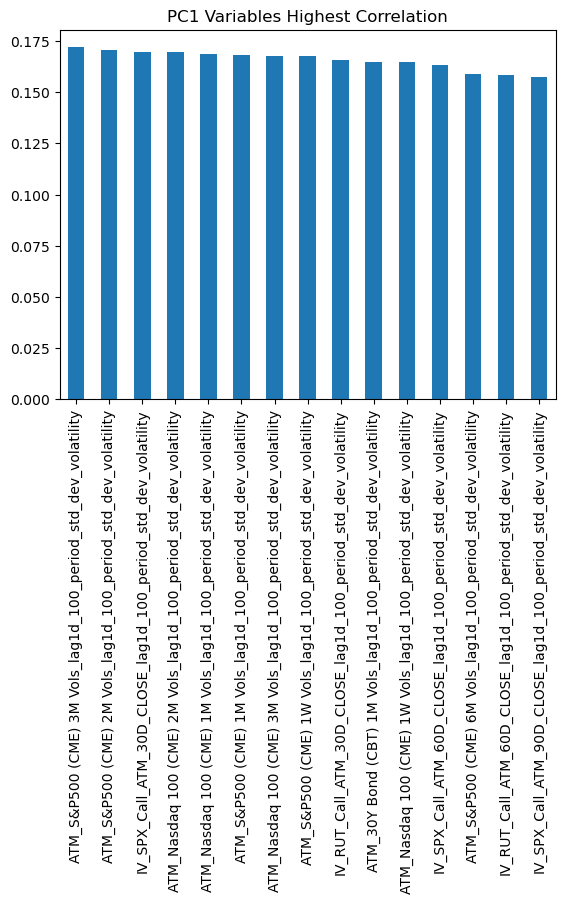 PC1 Variables Highest Correlation
0.175
0.150
0.125
0.100
0.075
0.050
0.025
0.000
ATM_S&P500 (CME) 3M Vols_lag1d_100_period_std_dev_volatility
ATM_S&P500 (CME) 2M Vols_lag1d_100_period_std_dev_volatility
IV_SPX_Call_ATM_30D_CLOSE_lag1d_100_period_std_dev_volatility
ATM_Nasdaq 100 (CME) 2M Vols_lag1d_100_period_std_dev_volatility
ATM_Nasdaq 100 (CME) 1M Vols_lag1d_100_period_std_dev_volatility
ATM_S&P500 (CME) 1M Vols_lag1d_100_period_std_dev_volatility
ATM_Nasdaq 100 (CME) 3M Vols_lag1d_100_period_std_dev_volatility
ATM_S&P500 (CME) 1W Vols_lag1d_100_period_std_dev_volatility
IV_RUT_Call_ATM_30D_CLOSE_lag1d_100_period_std_dev_volatility
ATM_30Y Bond (CBT) 1M Vols_lag1d_100_period_std_dev_volatility
ATM_Nasdaq 100 (CME) 1W Vols_lag1d_100_period_std_dev_volatility
IV_SPX_Call_ATM_60D_CLOSE_lag1d_100_period_std_dev_volatility
ATM_S&P500 (CME) 6M Vols_lag1d_100_period_std_dev_volatility
IV_RUT_Call_ATM_60D_CLOSE_lag1d_100_period_std_dev_volatility
IV_SPX_Call_ATM_90D_CLOSE_lag1d_100_period_std_dev_volatility